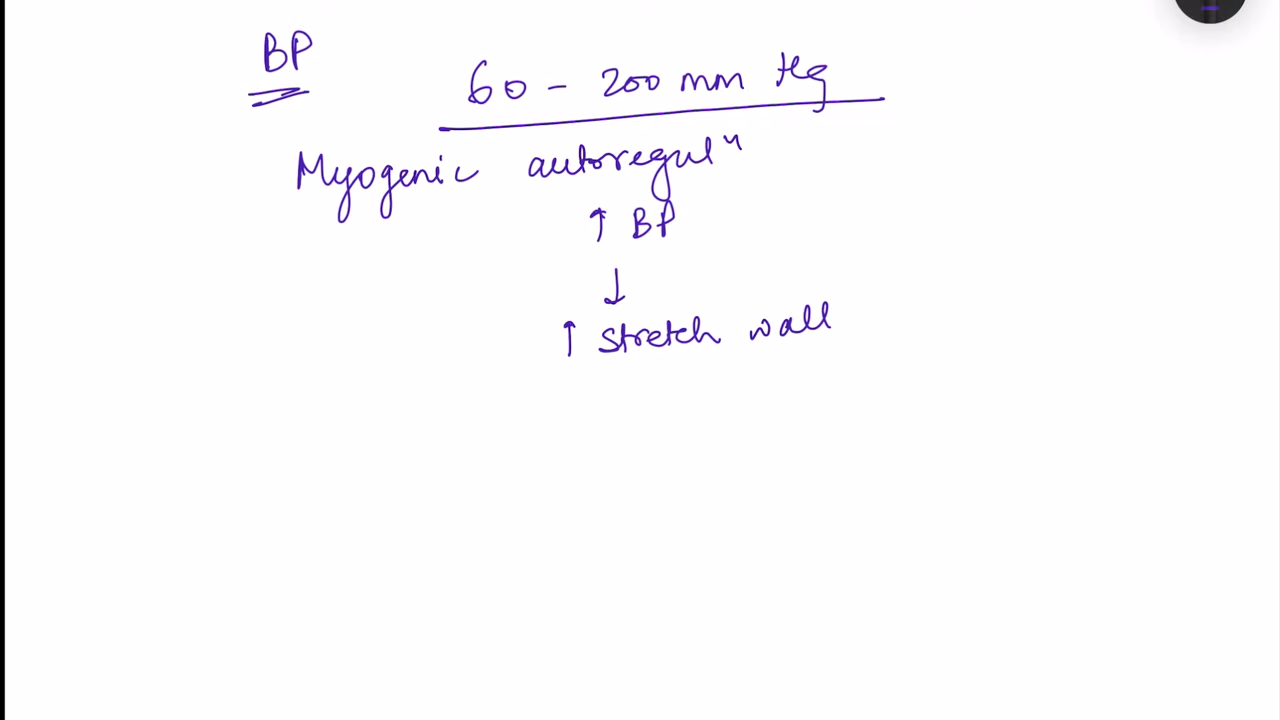 BP
60 - 200 mm Hg
Myogenic autoregulⁿ
↑ BP
↓
↑ stretch wall